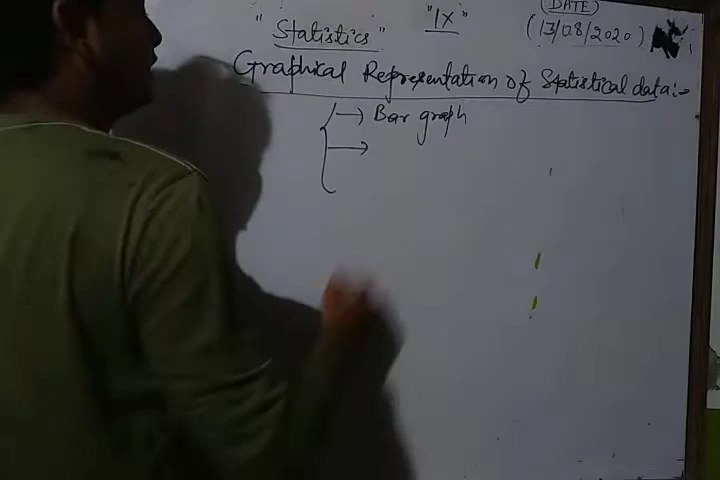 "Statistics" "IX" (DATE)
(13/08/2020)
Graphical Representation of Statistical data:-
→ Bar graph
→